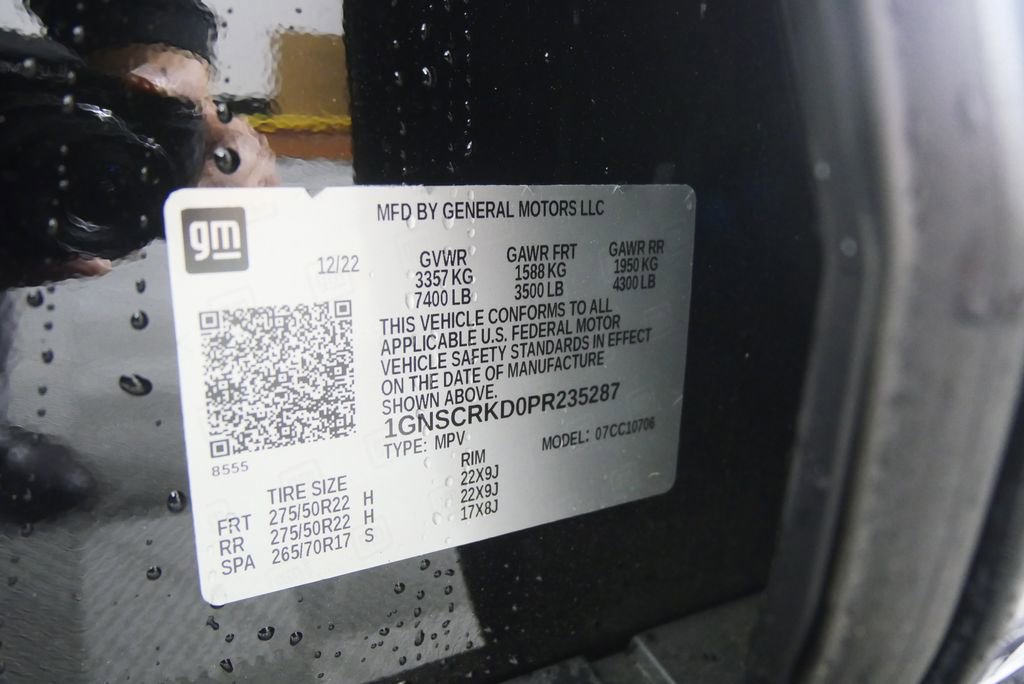 gm
MFD BY GENERAL MOTORS LLC
12/22
GVWR GAWR FRT GAWR RR
3357 KG 1588 KG 1950 KG
7400 LB 3500 LB 4300 LB
THIS VEHICLE CONFORMS TO ALL
APPLICABLE U.S. FEDERAL MOTOR
VEHICLE SAFETY STANDARDS IN EFFECT
ON THE DATE OF MANUFACTURE
SHOWN ABOVE.
1GNSCRKD0PR235287
TYPE: MPV MODEL: 07CC10706
8555
TIRE SIZE RIM
FRT 275/50R22 H 22X9J
RR 275/50R22 H 22X9J
SPA 265/70R17 S 17X8J